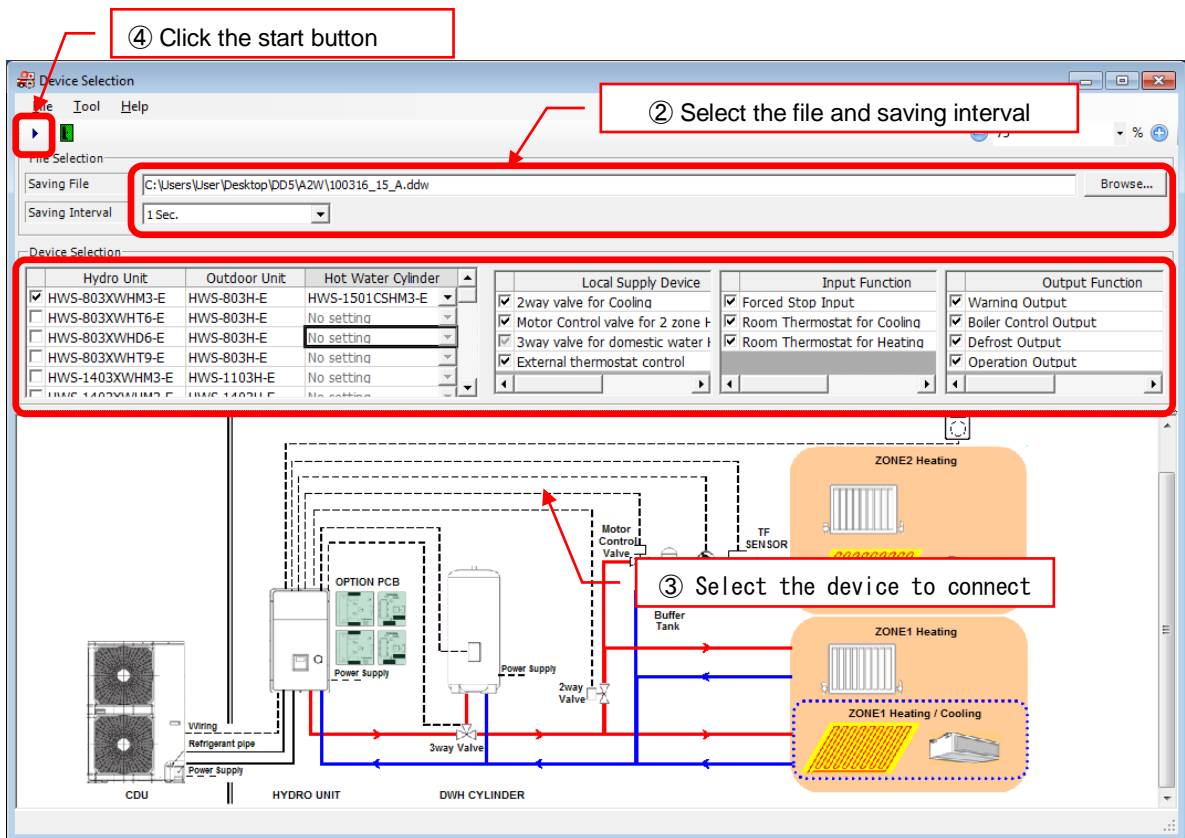 ④ Click the start button
Device Selection
File Tool Help
② Select the file and saving interval
75 %
File Selection
Saving File C:\Users\User\Desktop\DD5\A2W\100316_15_A.ddw Browse...
Saving Interval 1 Sec.
Device Selection
Hydro Unit Outdoor Unit Hot Water Cylinder
HWS-803XWHM3-E HWS-803H-E HWS-1501CSHM3-E
HWS-803XWHT6-E HWS-803H-E No setting
HWS-803XWHD6-E HWS-803H-E No setting
HWS-803XWHT9-E HWS-803H-E No setting
HWS-1403XWHM3-E HWS-1103H-E No setting
HWS-1403XWHM3-E HWS-1403H-E No setting
Local Supply Device
2way valve for Cooling
Motor Control valve for 2 zone H
3way valve for domestic water H
External thermostat control
Input Function
Forced Stop Input
Room Thermostat for Cooling
Room Thermostat for Heating
Output Function
Warning Output
Boiler Control Output
Defrost Output
Operation Output
ZONE2 Heating
Motor
Control
Valve
TF
SENSOR
③ Select the device to connect
OPTION PCB
Buffer
Tank
ZONE1 Heating
Power Supply
Power Supply
2way
Valve
ZONE1 Heating / Cooling
Wiring
Refrigerant pipe
3way Valve
Power Supply
CDU HYDRO UNIT DWH CYLINDER